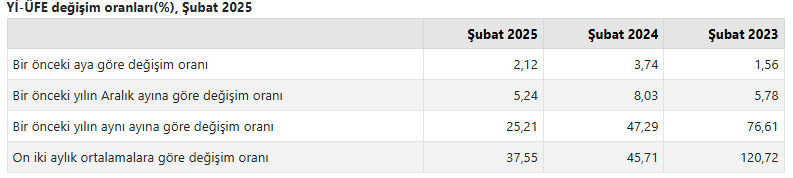 Yİ-ÜFE değişim oranları(%), Şubat 2025
Şubat 2025 Şubat 2024 Şubat 2023
Bir önceki aya göre değişim oranı 2,12 3,74 1,56
Bir önceki yılın Aralık ayına göre değişim oranı 5,24 8,03 5,78
Bir önceki yılın aynı ayına göre değişim oranı 25,21 47,29 76,61
On iki aylık ortalamalara göre değişim oranı 37,55 45,71 120,72